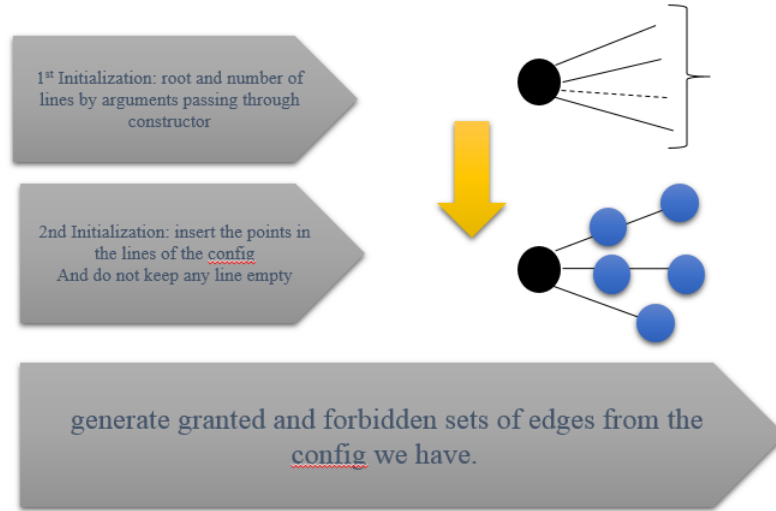 1st Initialization: root and number of
lines by arguments passing through
constructor
2nd Initialization: insert the points in
the lines of the config
And do not keep any line empty
generate granted and forbidden sets of edges from the
config we have.